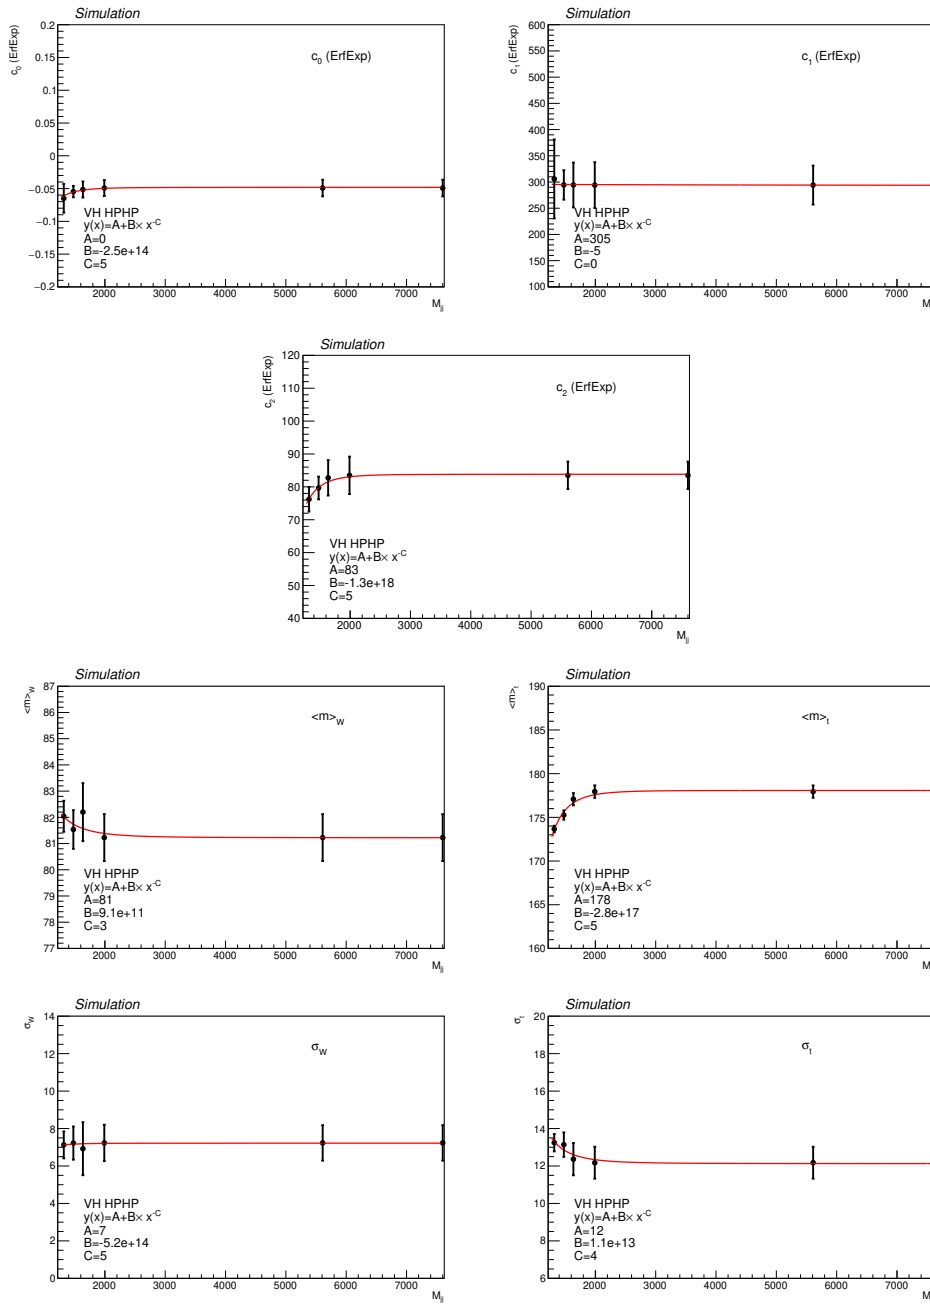 Simulation
c0 (ErfExp)
c0 (ErfExp)
0.2
0.15
0.1
0.05
0
−0.05
−0.1
−0.15
−0.2
VH HPHP
y(x)=A+B× x-C
A=0
B=-2.5e+14
C=5
2000 3000 4000 5000 6000 7000
Mjj
Simulation
c1 (ErfExp)
c1 (ErfExp)
600
550
500
450
400
350
300
250
200
150
100
VH HPHP
y(x)=A+B× x-C
A=305
B=-5
C=0
2000 3000 4000 5000 6000 7000
M
Simulation
c2 (ErfExp)
c2 (ErfExp)
120
110
100
90
80
70
60
50
40
VH HPHP
y(x)=A+B× x-C
A=83
B=-1.3e+18
C=5
2000 3000 4000 5000 6000 7000
Mjj
Simulation
<m>W
<m>W
87
86
85
84
83
82
81
80
79
78
77
VH HPHP
y(x)=A+B× x-C
A=81
B=9.1e+11
C=3
2000 3000 4000 5000 6000 7000
Mjj
Simulation
<m>t
<m>t
190
185
180
175
170
165
160
VH HPHP
y(x)=A+B× x-C
A=178
B=-2.8e+17
C=5
2000 3000 4000 5000 6000 7000
M
Simulation
σW
σW
14
12
10
8
6
4
2
0
VH HPHP
y(x)=A+B× x-C
A=7
B=-5.2e+14
C=5
2000 3000 4000 5000 6000 7000
Mjj
Simulation
σt
σt
20
18
16
14
12
10
8
6
VH HPHP
y(x)=A+B× x-C
A=12
B=1.1e+13
C=4
2000 3000 4000 5000 6000 7000
M